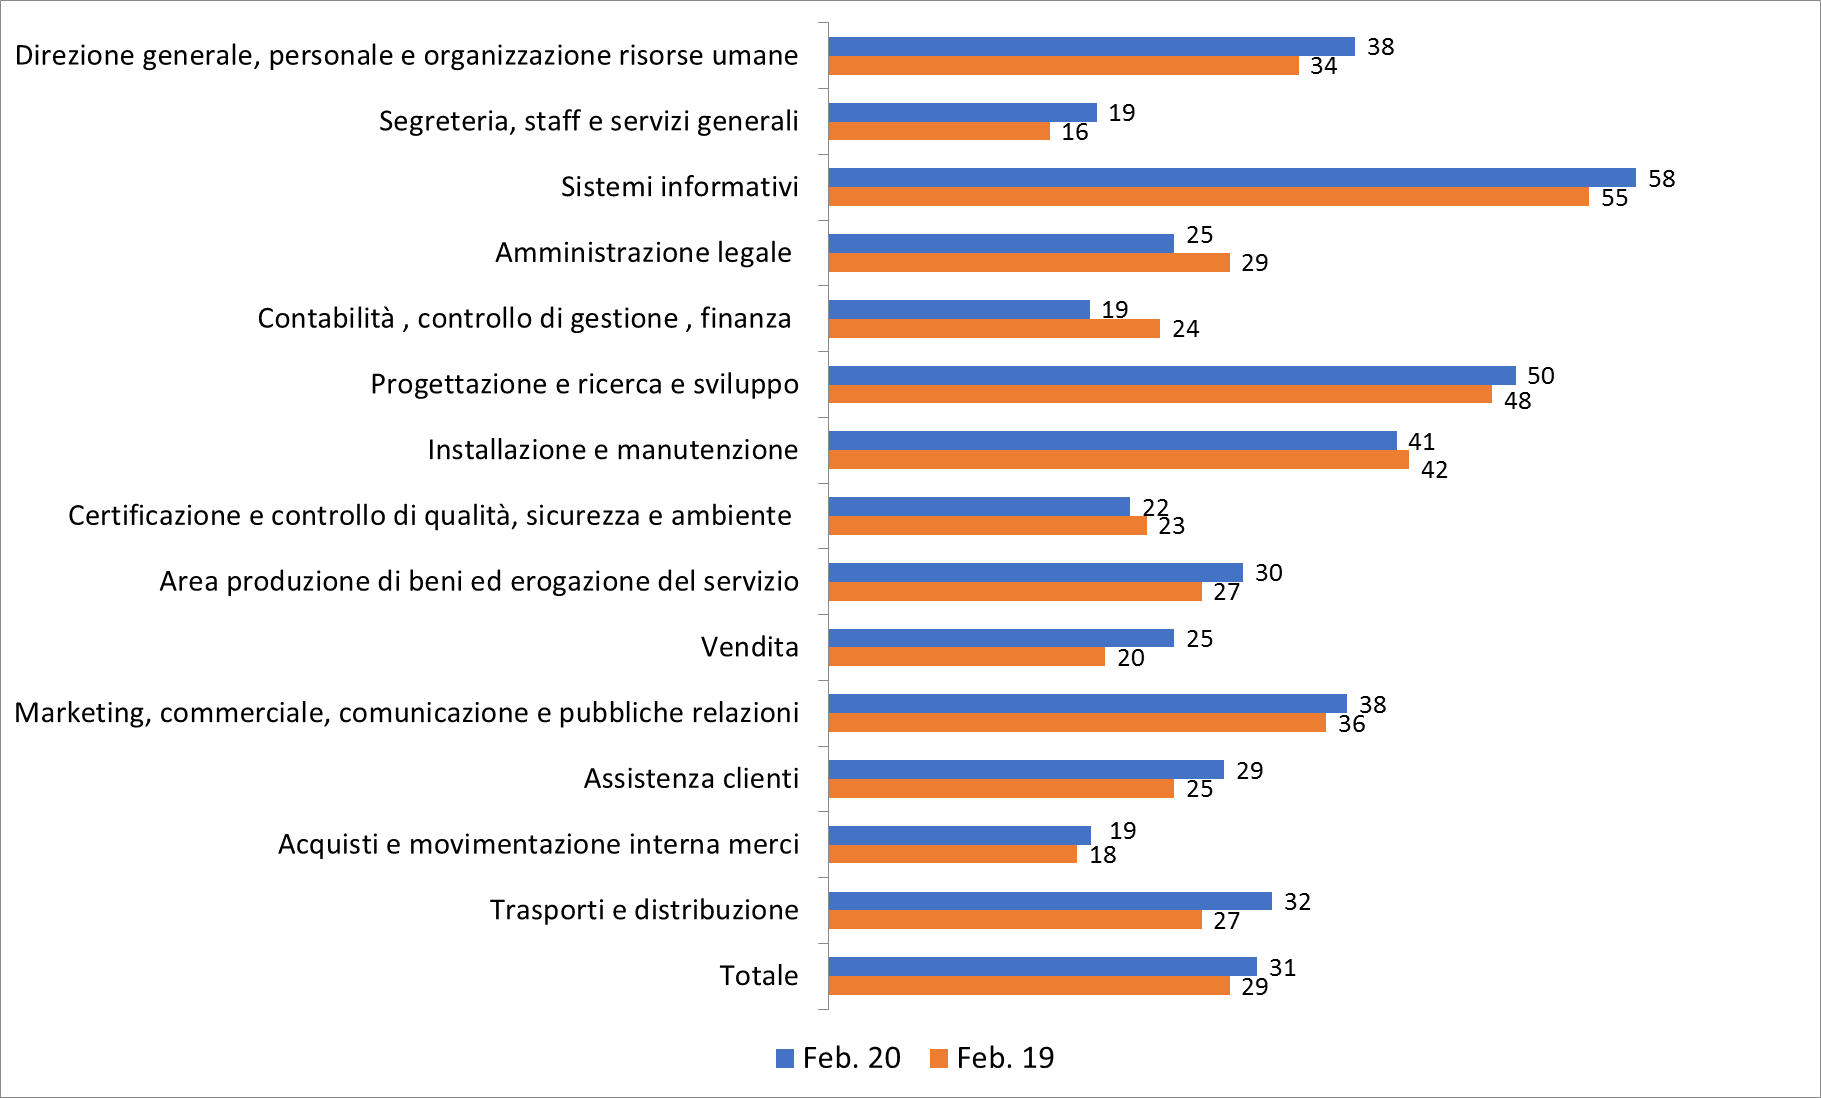 Direzione generale, personale e organizzazione risorse umane
38
34
Segreteria, staff e servizi generali
19
16
Sistemi informativi
58
55
Amministrazione legale
25
29
Contabilità , controllo di gestione , finanza
19
24
Progettazione e ricerca e sviluppo
50
48
Installazione e manutenzione
41
42
Certificazione e controllo di qualità, sicurezza e ambiente
22
23
Area produzione di beni ed erogazione del servizio
30
27
Vendita
25
20
Marketing, commerciale, comunicazione e pubbliche relazioni
38
36
Assistenza clienti
29
25
Acquisti e movimentazione interna merci
19
18
Trasporti e distribuzione
32
27
Totale
31
29
Feb. 20 Feb. 19